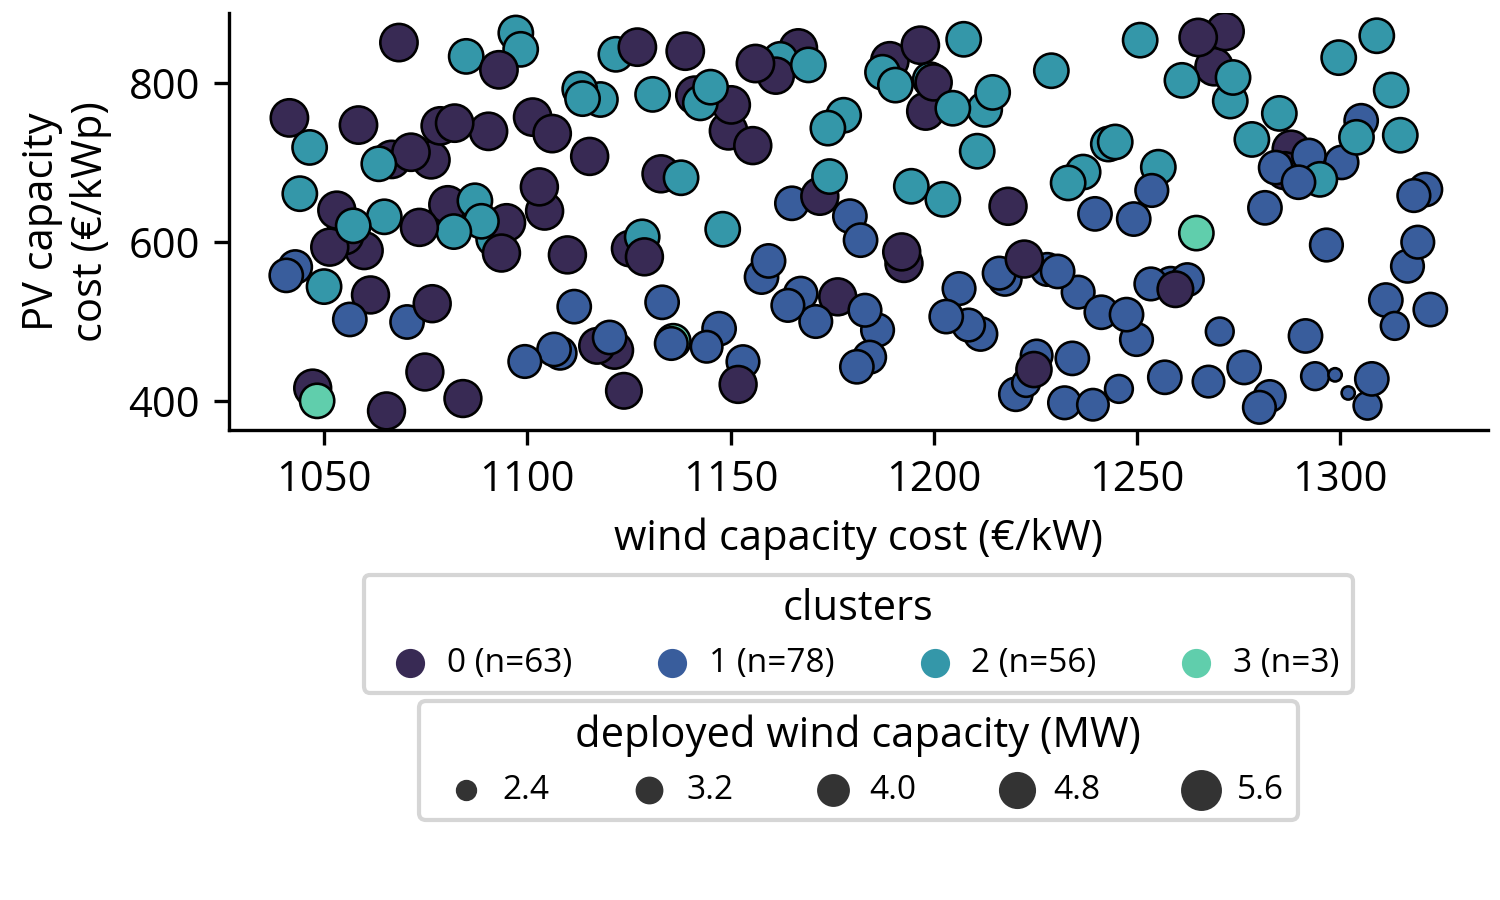 PV capacity
cost (€/kWp)
800
600
400
1050 1100 1150 1200 1250 1300
wind capacity cost (€/kW)
clusters
0 (n=63) 1 (n=78) 2 (n=56) 3 (n=3)
deployed wind capacity (MW)
2.4 3.2 4.0 4.8 5.6